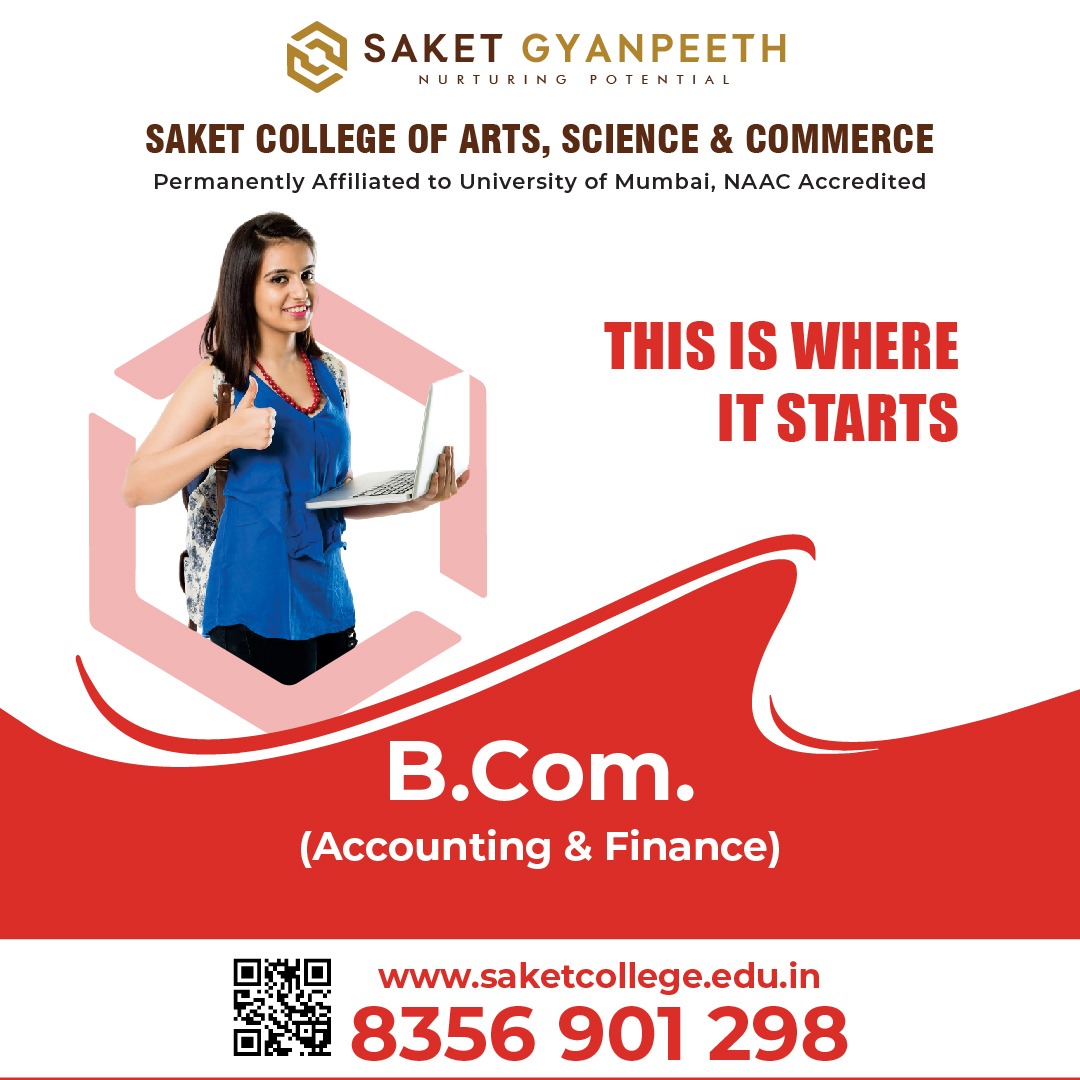 SAKET GYANPEETH
NURTURING POTENTIAL
SAKET COLLEGE OF ARTS, SCIENCE & COMMERCE
Permanently Affiliated to University of Mumbai, NAAC Accredited
THIS IS WHERE
IT STARTS
B.Com.
(Accounting & Finance)
www.saketcollege.edu.in
8356 901 298